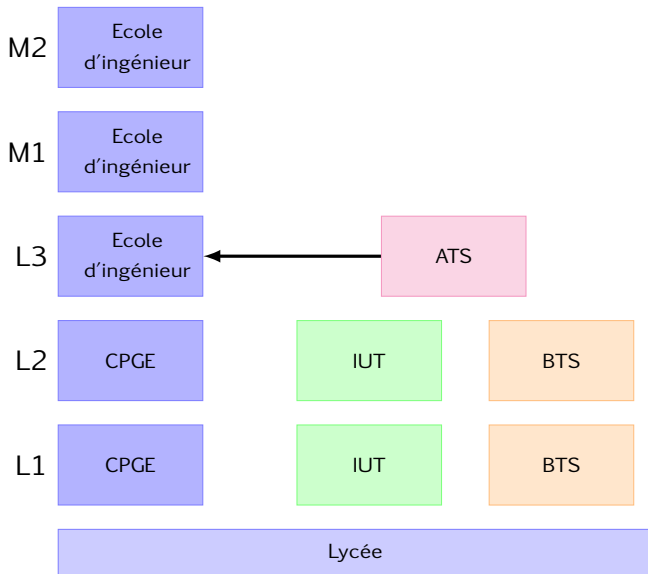 M2
Ecole
d'ingénieur
M1
Ecole
d'ingénieur
L3
Ecole
d'ingénieur
ATS
L2
CPGE
IUT
BTS
L1
CPGE
IUT
BTS
Lycée